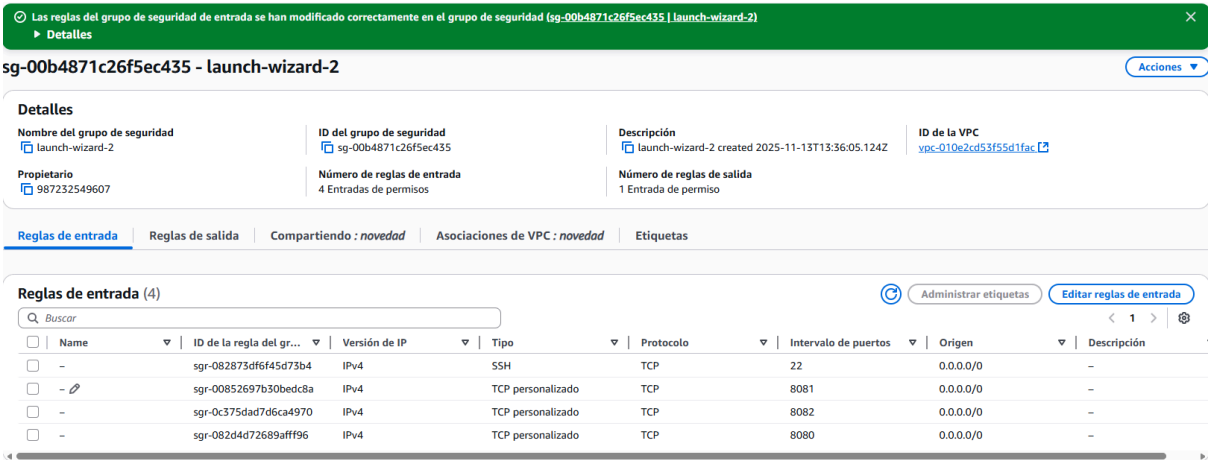 Las reglas del grupo de seguridad de entrada se han modificado correctamente en el grupo de seguridad (sg-00b4871c26f5ec435 | launch-wizard-2)
Detalles
sg-00b4871c26f5ec435 - launch-wizard-2
Acciones
Detalles
Nombre del grupo de seguridad
launch-wizard-2
ID del grupo de seguridad
sg-00b4871c26f5ec435
Descripción
launch-wizard-2 created 2025-11-13T13:36:05.124Z
ID de la VPC
vpc-010e2cd53f55d1fac
Propietario
987232549607
Número de reglas de entrada
4 Entradas de permisos
Número de reglas de salida
1 Entrada de permiso
Reglas de entrada Reglas de salida Compartiendo : novedad Asociaciones de VPC : novedad Etiquetas
Reglas de entrada (4)
Administrar etiquetas
Editar reglas de entrada
Buscar
1
Name ID de la regla del gr... Versión de IP Tipo Protocolo Intervalo de puertos Origen Descripción
– sgr-082873df6f45d73b4 IPv4 SSH TCP 22 0.0.0.0/0 –
– sgr-00852697b30bedc8a IPv4 TCP personalizado TCP 8081 0.0.0.0/0 –
– sgr-0c375dad7d6ca4970 IPv4 TCP personalizado TCP 8082 0.0.0.0/0 –
– sgr-082d4d72689afff96 IPv4 TCP personalizado TCP 8080 0.0.0.0/0 –